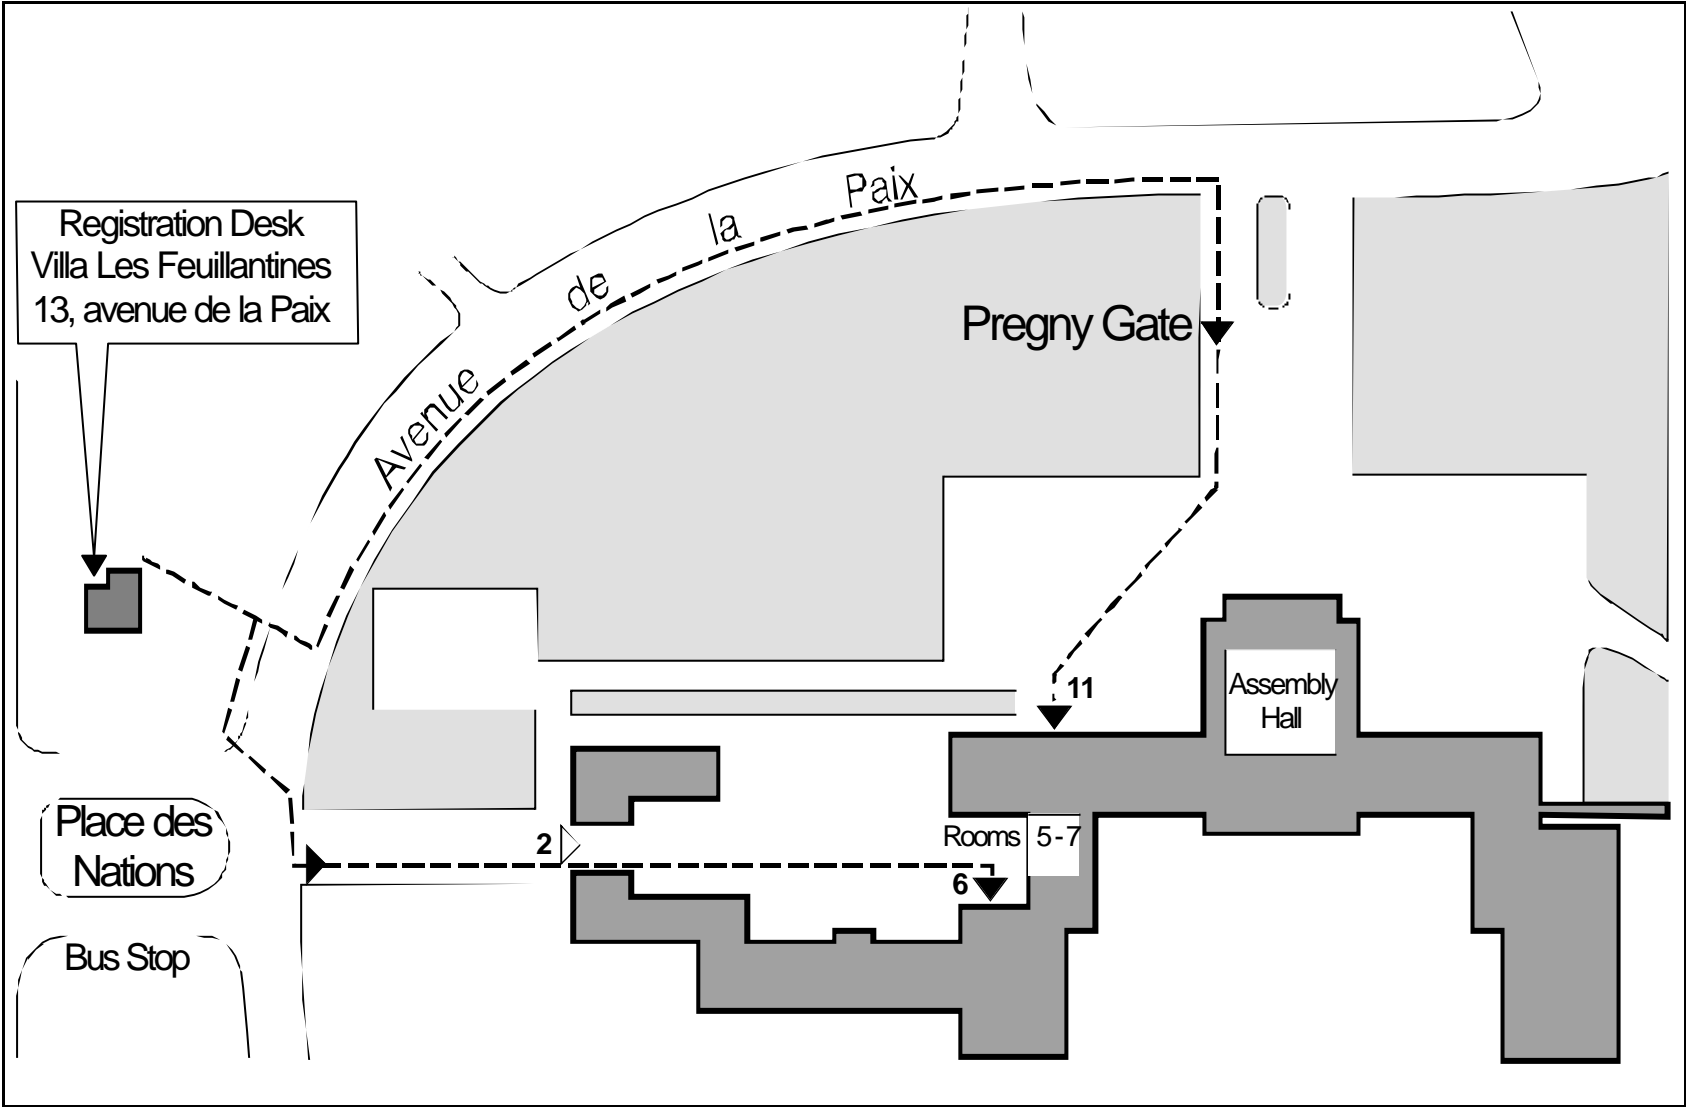 Registration Desk
Villa Les Feuillantines
13, avenue de la Paix
Avenue de la Paix
Pregny Gate
11
Assembly
Hall
Place des
Nations
2
Rooms 5-7
6
Bus Stop